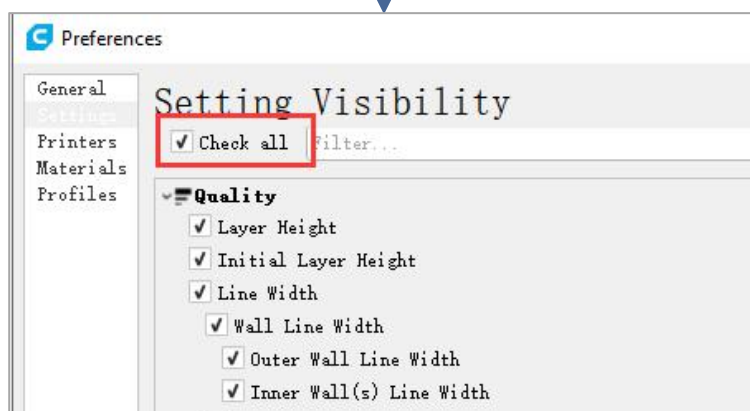 Preferences
General
Settings
Printers
Materials
Profiles
Setting Visibility
Check all
Filter...
Quality
Layer Height
Initial Layer Height
Line Width
Wall Line Width
Outer Wall Line Width
Inner Wall(s) Line Width